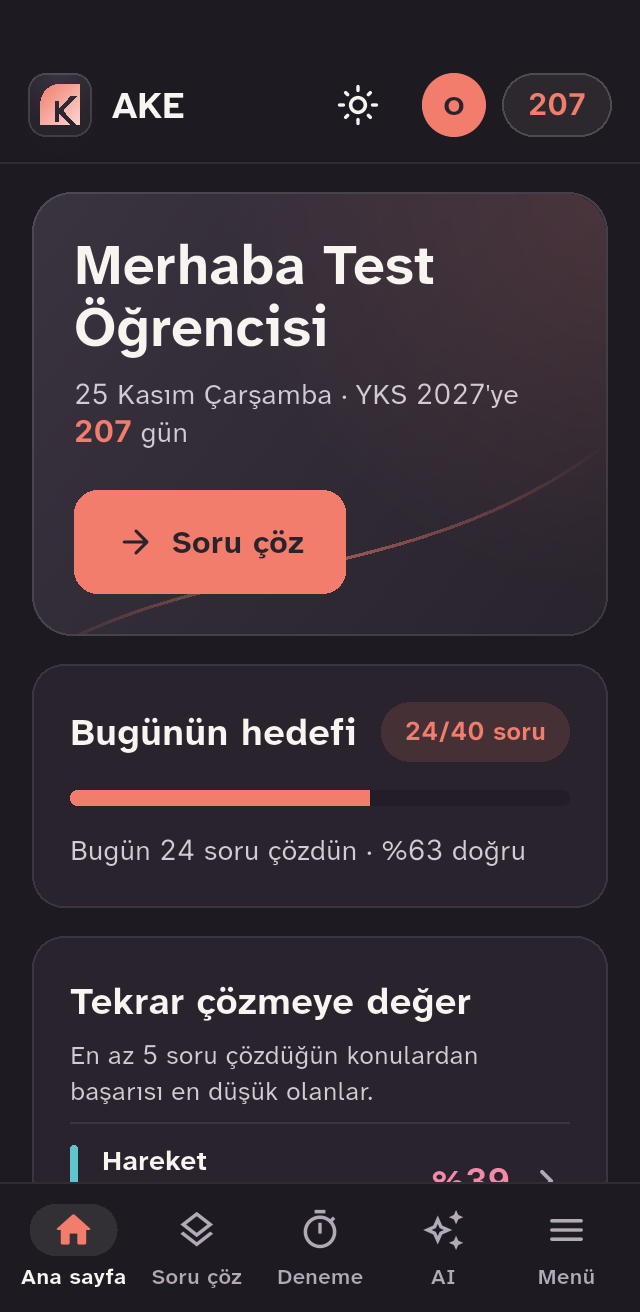 K
AKE
O
207
Merhaba Test
Öğrencisi
25 Kasım Çarşamba · YKS 2027'ye
207 gün
Soru çöz
Bugünün hedefi
24/40 soru
Bugün 24 soru çözdün · %63 doğru
Tekrar çözmeye değer
En az 5 soru çözdüğün konulardan
başarısı en düşük olanlar.
Hareket
%39
Ana sayfa
Soru çöz
Deneme
AI
Menü